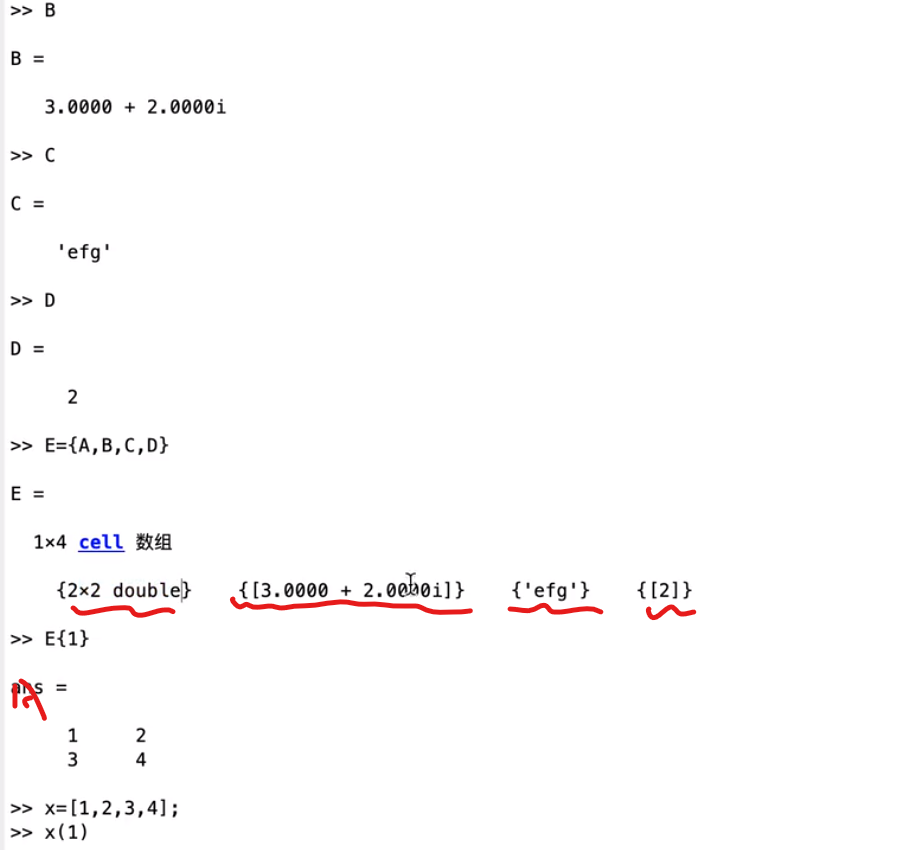 >> B
B =
3.0000 + 2.0000i
>> C
C =
'efg'
>> D
D =
2
>> E={A,B,C,D}
E =
1×4 cell 数组
{2×2 double} {[3.0000 + 2.0000i]} {'efg'} {[2]}
>> E{1}
ans =
A
1 2
3 4
>> x=[1,2,3,4];
>> x(1)